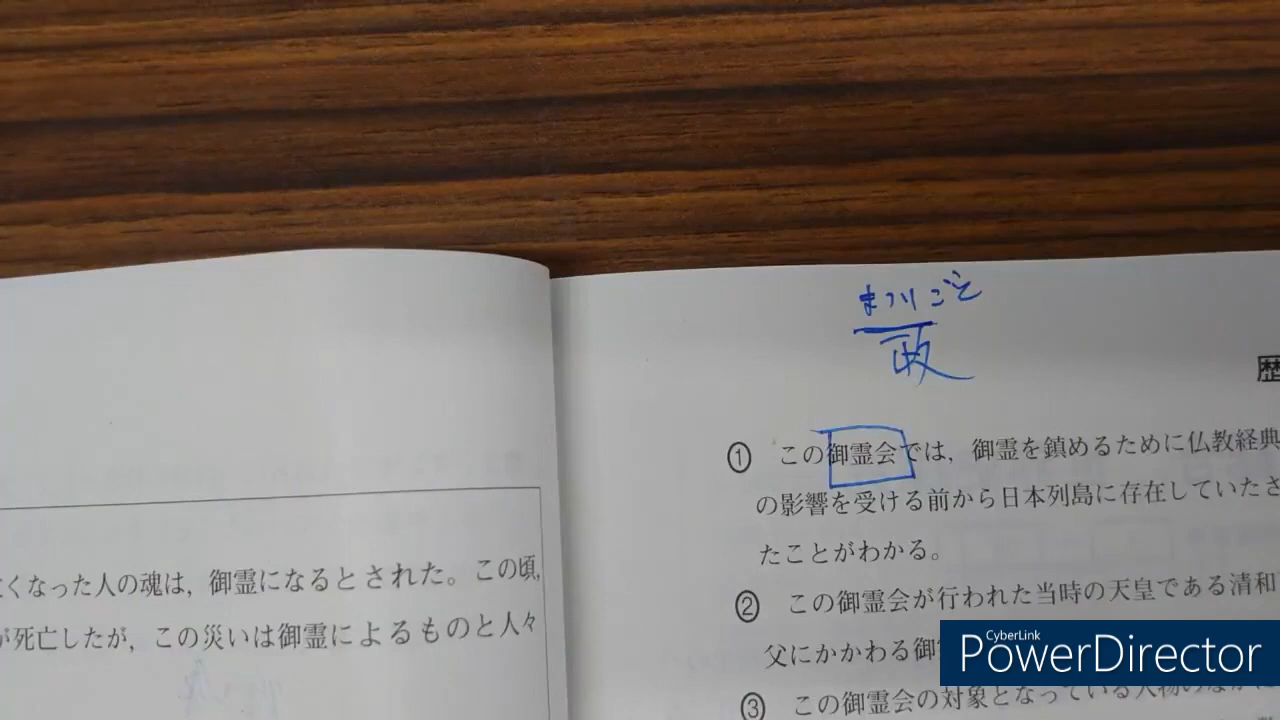 くなった人の魂は，御霊になるとされた。この頃，
が死亡したが，この災いは御霊によるものと人々
まつりごと
政
歴
① この御霊会では，御霊を鎮めるために仏教経典
の影響を受ける前から日本列島に存在していたさ
たことがわかる。
② この御霊会が行われた当時の天皇である清和
父にかかわる御
③ この御霊会の対象となっている人物のなか
CyberLink
PowerDirector